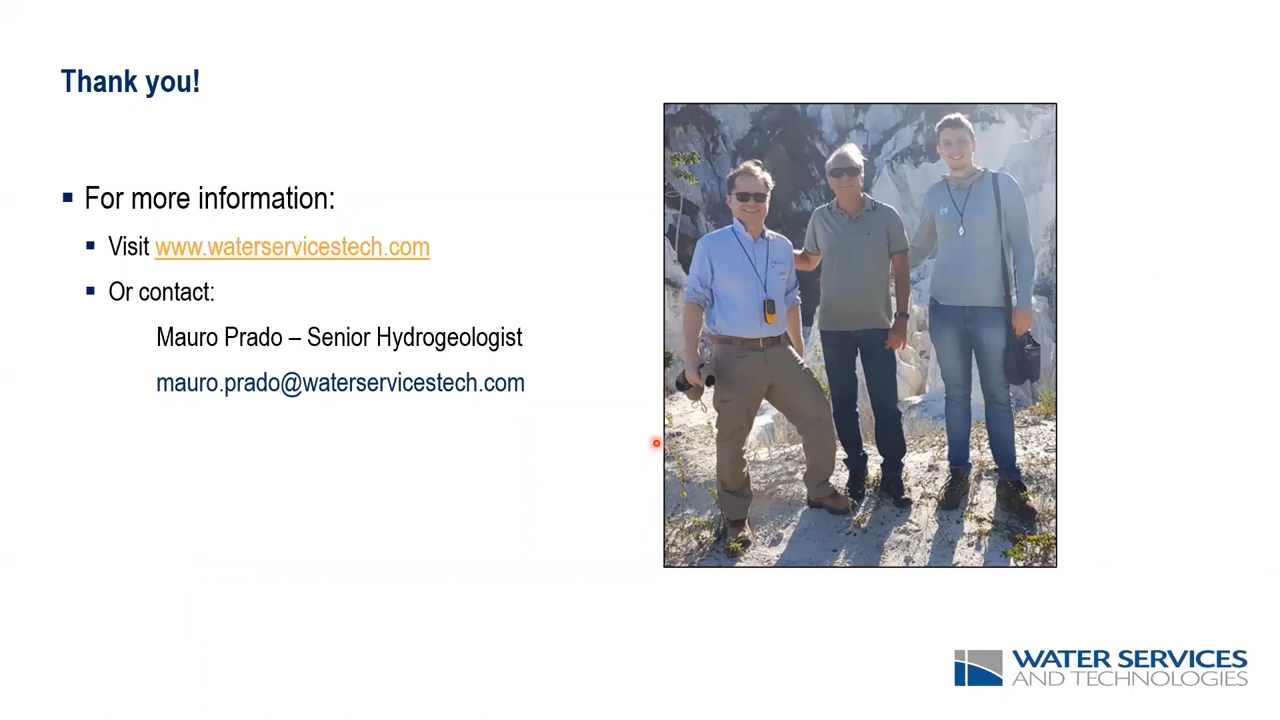 Thank you!
For more information:
Visit www.waterservicestech.com
Or contact:
Mauro Prado – Senior Hydrogeologist
mauro.prado@waterservicestech.com
WATER SERVICES
AND TECHNOLOGIES